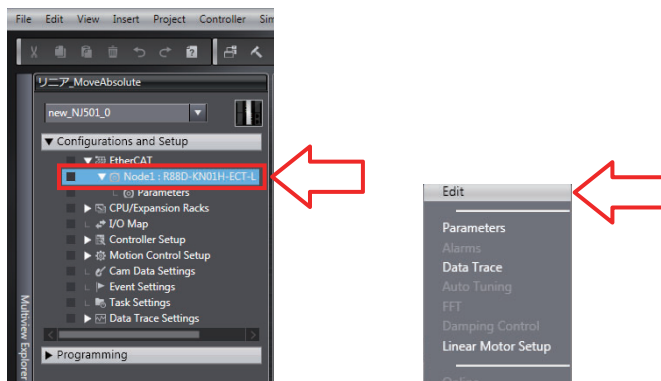 File Edit View Insert Project Controller Sim
リニア_MoveAbsolute
new_NJ501_0
Configurations and Setup
EtherCAT
Node1 : R88D-KN01H-ECT-L
Parameters
CPU/Expansion Racks
I/O Map
Controller Setup
Motion Control Setup
Cam Data Settings
Event Settings
Task Settings
Data Trace Settings
Programming
Multiview Explorer
Edit
Parameters
Alarms
Data Trace
Auto Tuning
FFT
Damping Control
Linear Motor Setup
Online